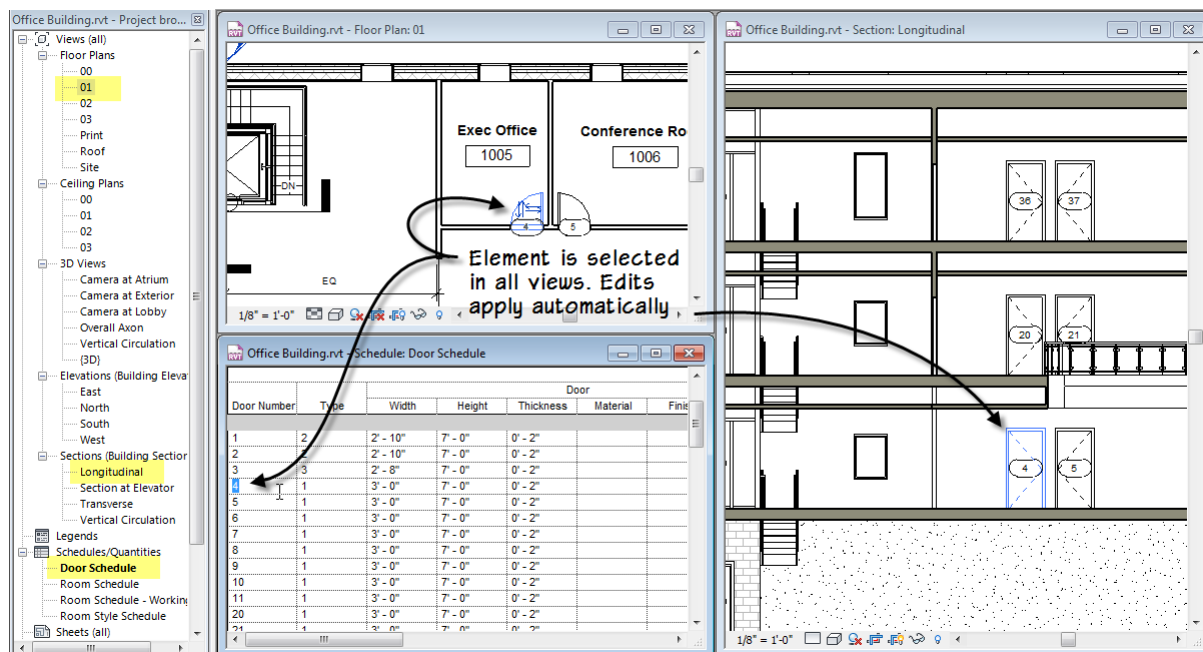 Office Building.rvt - Project bro...
Views (all)
Floor Plans
00
01
02
03
Print
Roof
Site
Ceiling Plans
00
01
02
03
3D Views
Camera at Atrium
Camera at Exterior
Camera at Lobby
Overall Axon
Vertical Circulation
{3D}
Elevations (Building Eleva
East
North
South
West
Sections (Building Section
Longitudinal
Section at Elevator
Transverse
Vertical Circulation
Legends
Schedules/Quantities
Door Schedule
Room Schedule
Room Schedule - Working
Room Style Schedule
Sheets (all)
Office Building.rvt - Floor Plan: 01
Exec Office
1005
Conference Ro
1006
DN
4
5
EQ
Element is selected
in all views. Edits
apply automatically
1/8" = 1'-0"
Office Building.rvt - Schedule: Door Schedule
Door
Door Number Type Width Height Thickness Material Finis
1 2 2' - 10" 7' - 0" 0' - 2"
2 2 2' - 10" 7' - 0" 0' - 2"
3 3 2' - 8" 7' - 0" 0' - 2"
4 1 3' - 0" 7' - 0" 0' - 2"
5 1 3' - 0" 7' - 0" 0' - 2"
6 1 3' - 0" 7' - 0" 0' - 2"
7 1 3' - 0" 7' - 0" 0' - 2"
8 1 3' - 0" 7' - 0" 0' - 2"
9 1 3' - 0" 7' - 0" 0' - 2"
10 1 3' - 0" 7' - 0" 0' - 2"
11 1 3' - 0" 7' - 0" 0' - 2"
20 1 3' - 0" 7' - 0" 0' - 2"
21 1 3' - 0" 7' - 0" 0' - 2"
Office Building.rvt - Section: Longitudinal
36 37
20 21
4 5
1/8" = 1'-0"